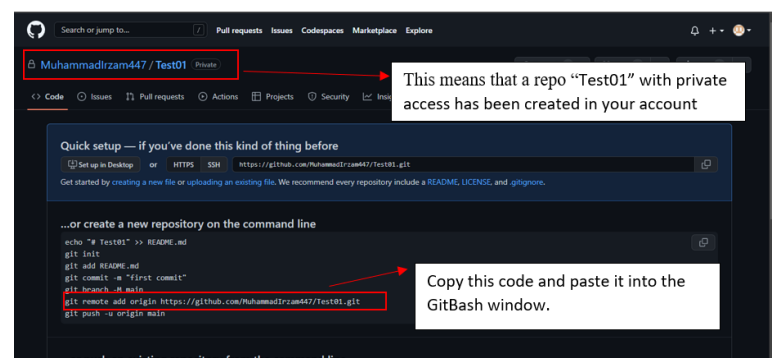 Search or jump to... /
Pull requests Issues Codespaces Marketplace Explore
MuhammadIrzam447 / Test01 Private
This means that a repo “Test01” with private
access has been created in your account
Code Issues Pull requests Actions Projects Security
Quick setup — if you've done this kind of thing before
Set up in Desktop or HTTPS SSH https://github.com/MuhammadIrzam447/Test01.git
Get started by creating a new file or uploading an existing file. We recommend every repository include a README, LICENSE, and .gitignore.
...or create a new repository on the command line
echo "# Test01" >> README.md
git init
git add README.md
git commit -m "first commit"
git branch -M main
git remote add origin https://github.com/MuhammadIrzam447/Test01.git
git push -u origin main
Copy this code and paste it into the
GitBash window.